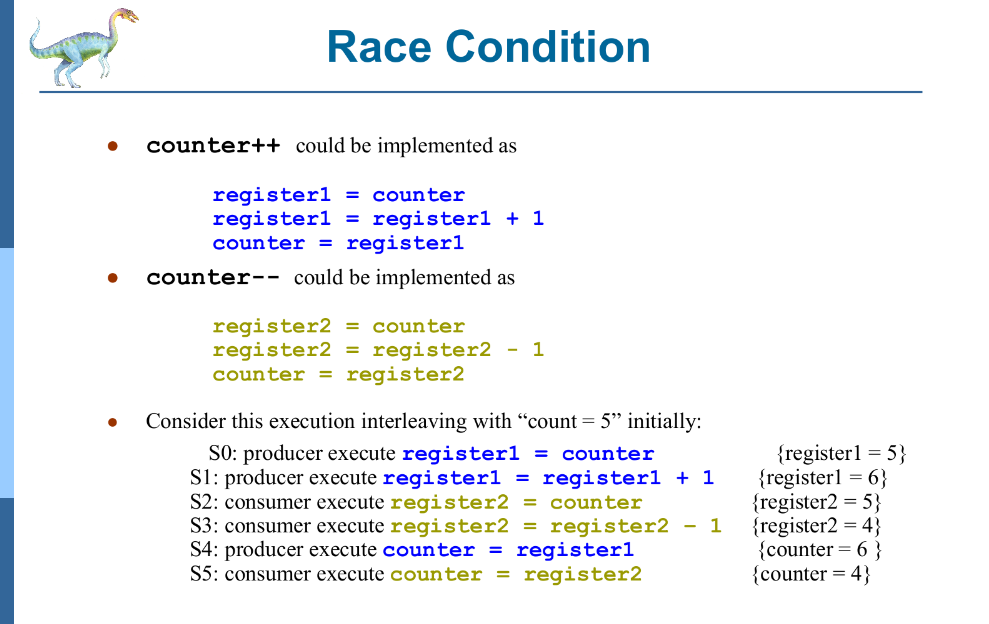 Race Condition
counter++ could be implemented as
register1 = counter
register1 = register1 + 1
counter = register1
counter-- could be implemented as
register2 = counter
register2 = register2 - 1
counter = register2
Consider this execution interleaving with “count = 5” initially:
S0: producer execute register1 = counter {register1 = 5}
S1: producer execute register1 = register1 + 1 {register1 = 6}
S2: consumer execute register2 = counter {register2 = 5}
S3: consumer execute register2 = register2 – 1 {register2 = 4}
S4: producer execute counter = register1 {counter = 6 }
S5: consumer execute counter = register2 {counter = 4}